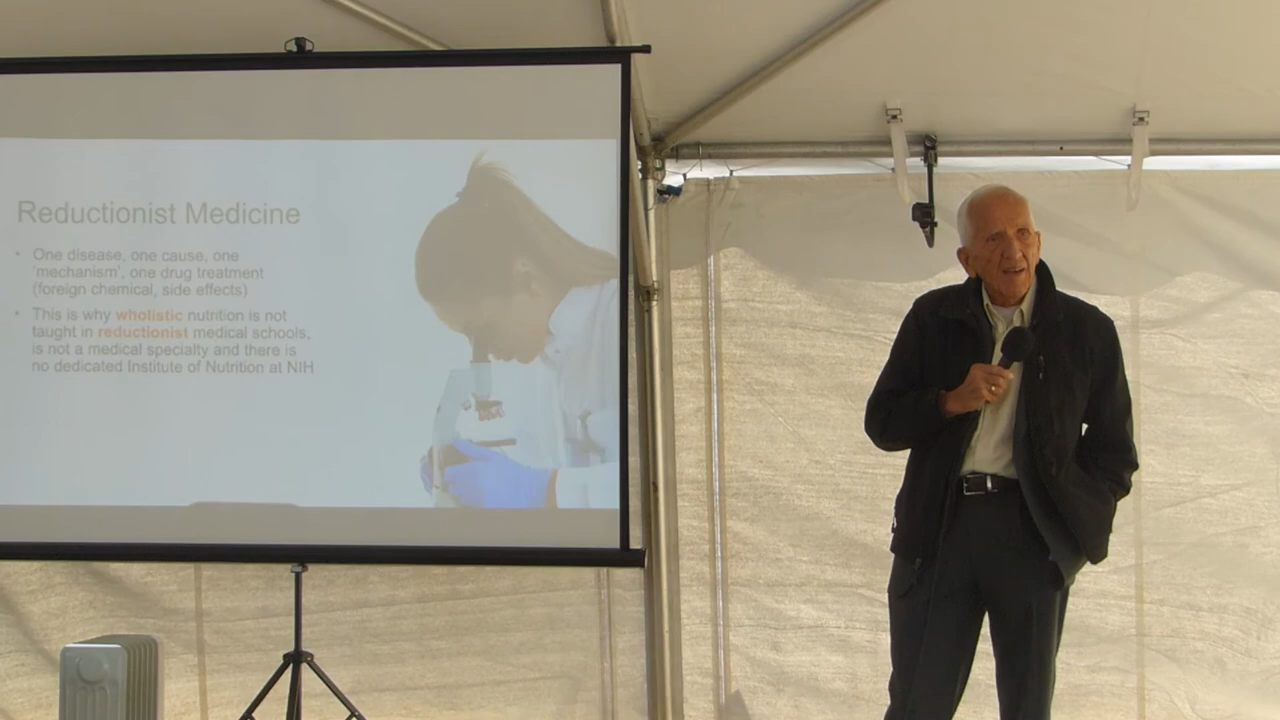 Reductionist Medicine
• One disease, one cause, one
'mechanism', one drug treatment
(foreign chemical, side effects)
• This is why wholistic nutrition is not
taught in reductionist medical schools,
is not a medical specialty and there is
no dedicated Institute of Nutrition at NIH